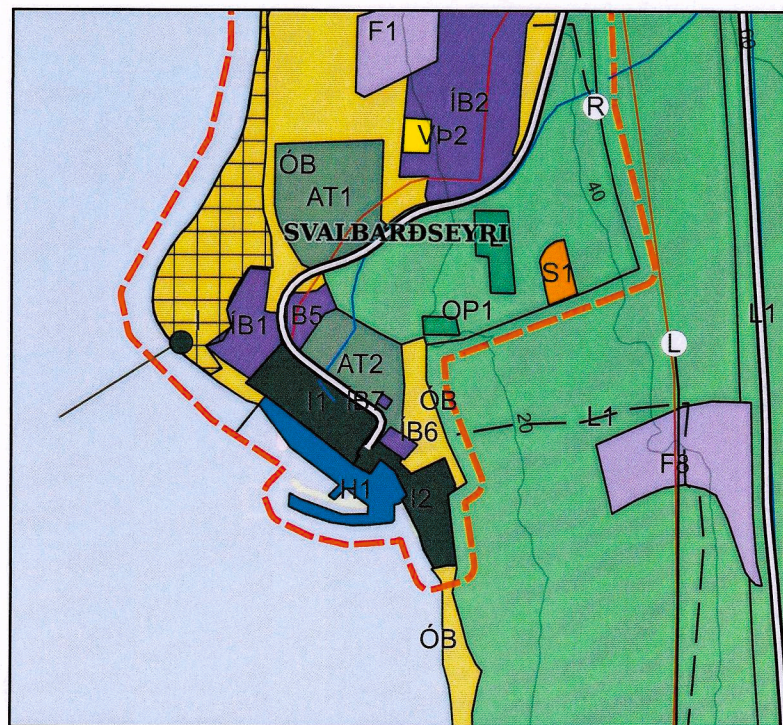 F1
60
ÍB2
R
VÞ2
ÓB
40
AT1
SVALBARÐSEYRI
S1
OP1
L1
ÍB1
B5
L
AT2
I1
ÍB7
ÓB
L1
20
ÍB6
F8
H1
I2
ÓB